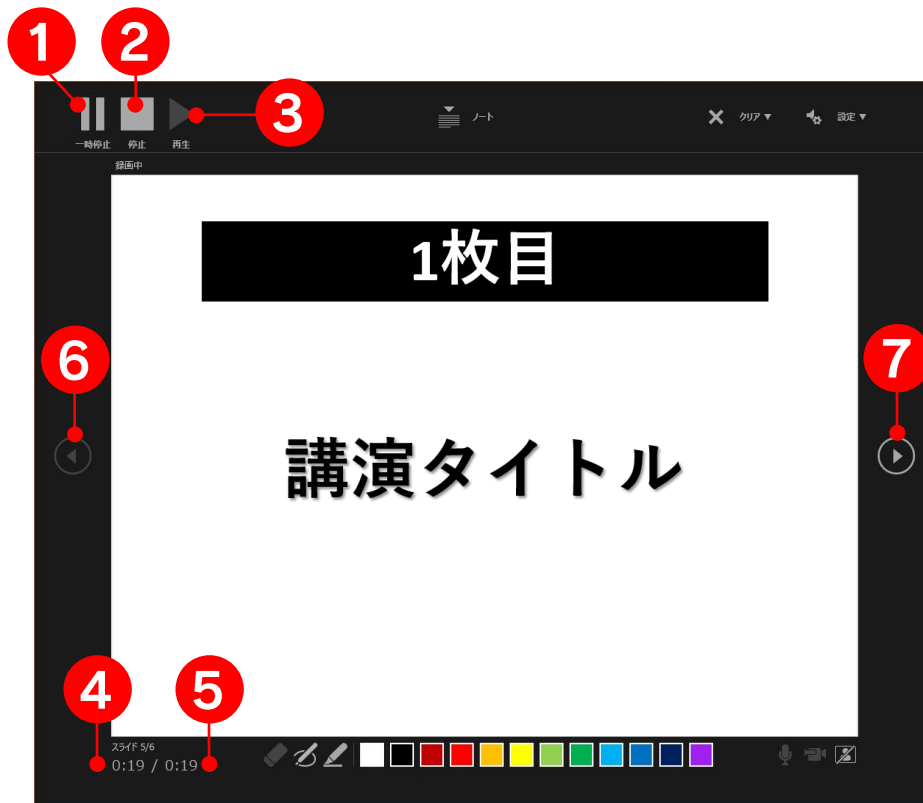 1
2
3
一時停止
停止
再生
ノート
クリア▼
設定▼
録画中
1枚目
6
7
講演タイトル
4
5
スライド 5/6
0:19 / 0:19